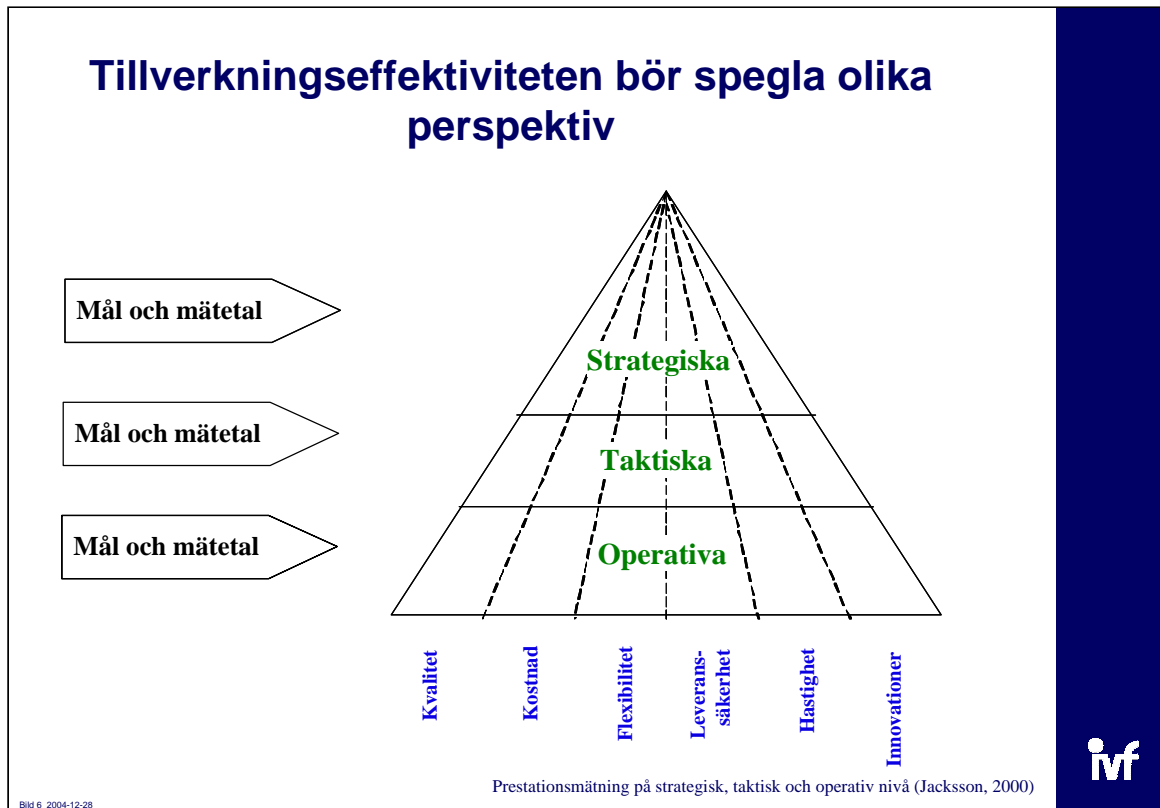 Tillverkningseffektiviteten bör spegla olika
perspektiv
Mål och mätetal
Strategiska
Mål och mätetal
Taktiska
Mål och mätetal
Operativa
Kvalitet
Kostnad
Flexibilitet
Leverans-
säkerhet
Hastighet
Innovationer
Prestationsmätning på strategisk, taktisk och operativ nivå (Jacksson, 2000)
ivf
Bild 6 2004-12-28